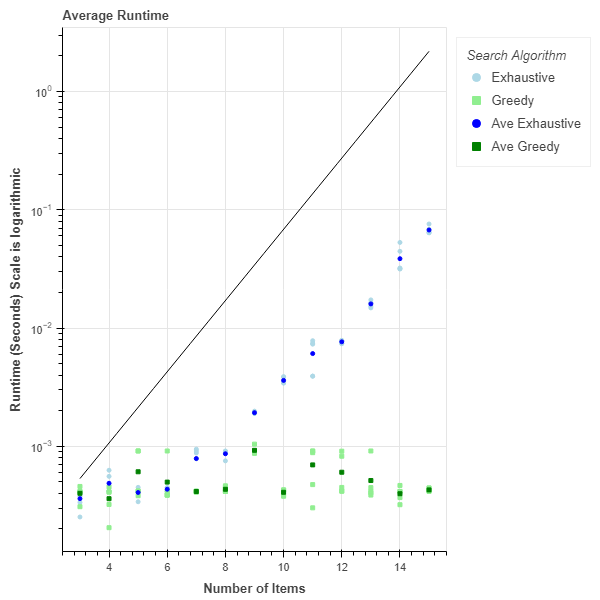 Average Runtime
Search Algorithm
Exhaustive
Greedy
Ave Exhaustive
Ave Greedy
Runtime (Seconds) Scale is logarithmic
10⁰
10⁻¹
10⁻²
10⁻³
4 6 8 10 12 14
Number of Items